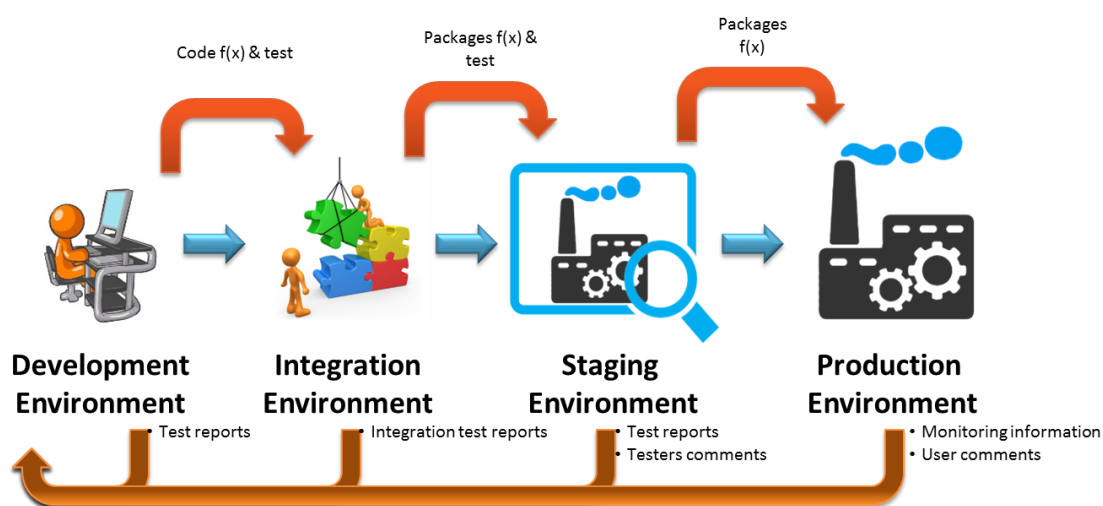 Code f(x) & test
Packages f(x) &
test
Packages
f(x)
Development
Environment
Integration
Environment
Staging
Environment
Production
Environment
• Test reports
• Integration test reports
• Test reports
• Testers comments
• Monitoring information
• User comments